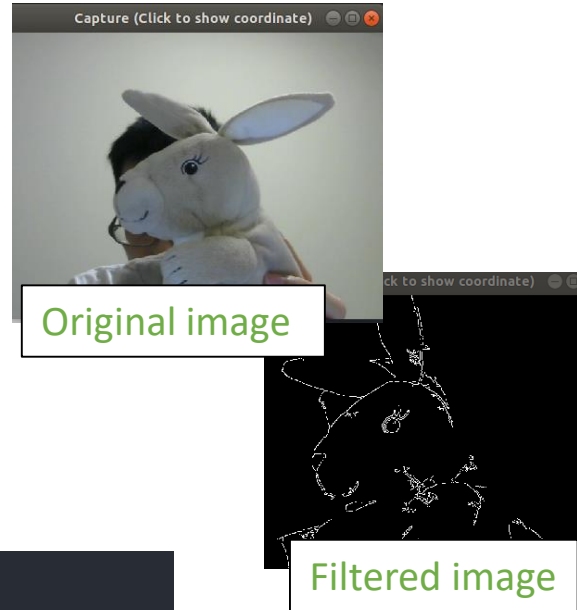 Capture (Click to show coordinate)
Original image
ck to show coordinate)
Filtered image